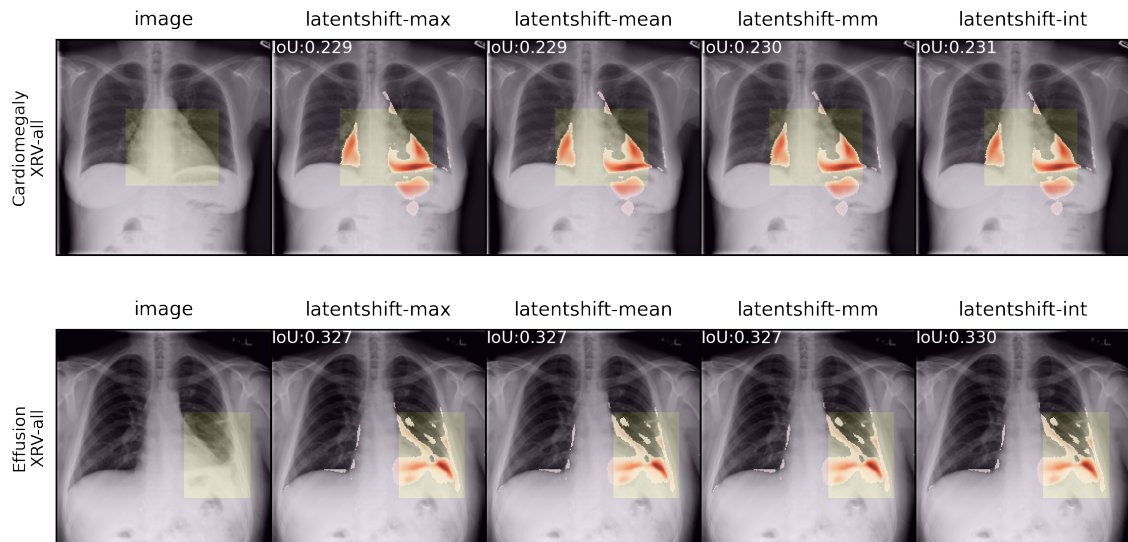 image latentshift-max latentshift-mean latentshift-mm latentshift-int
Cardiomegaly
XRV-all
IoU:0.229 IoU:0.229 IoU:0.230 IoU:0.231
image latentshift-max latentshift-mean latentshift-mm latentshift-int
Effusion
XRV-all
IoU:0.327 IoU:0.327 IoU:0.327 IoU:0.330